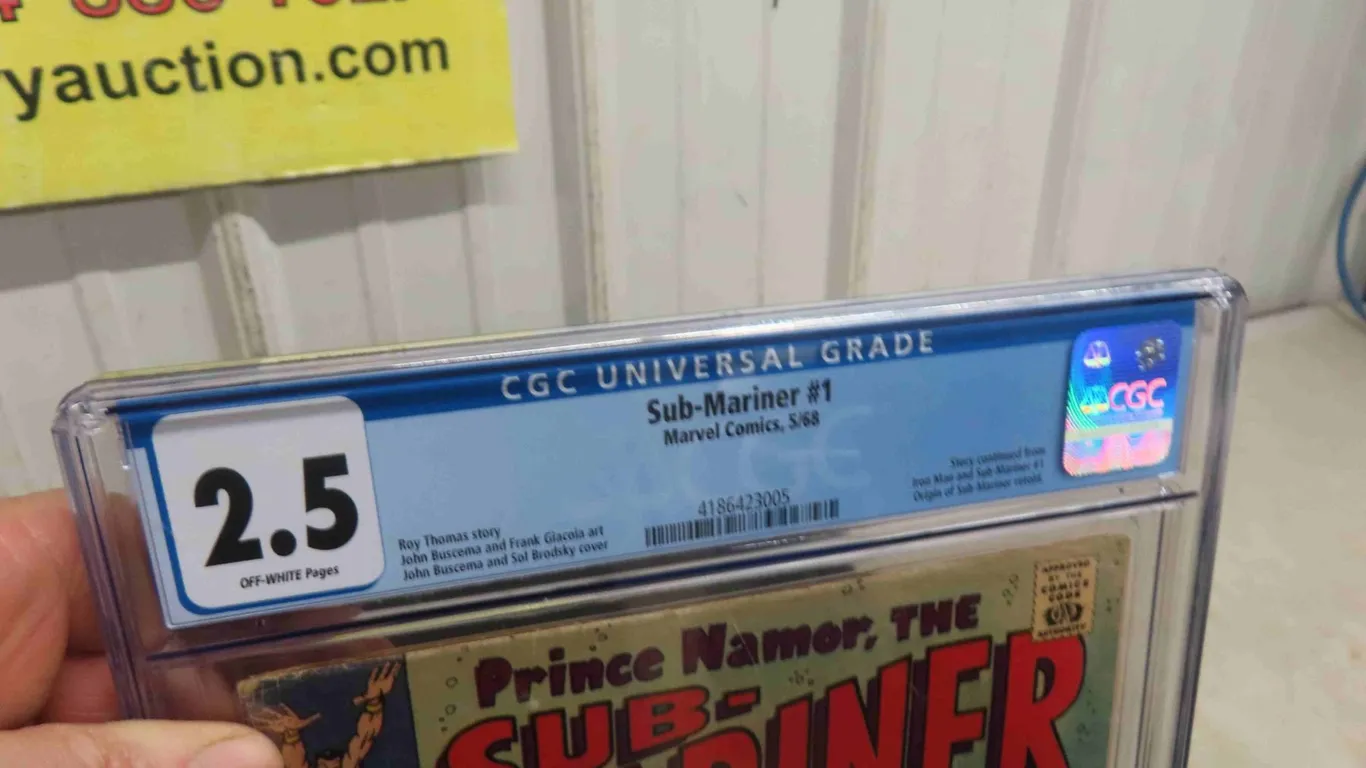 yauction.com
CGC UNIVERSAL GRADE
Sub-Mariner #1
Marvel Comics, 5/68
2.5
OFF-WHITE Pages
Roy Thomas story
John Buscema and Frank Giacoia art
John Buscema and Sol Brodsky cover
4186423005
Story continued from
Iron Man and Sub-Mariner #1
Origin of Sub-Mariner retold.
CGC
APPROVED
BY THE
COMICS
CODE
AUTHORITY
Prince Namor, THE
SUB-